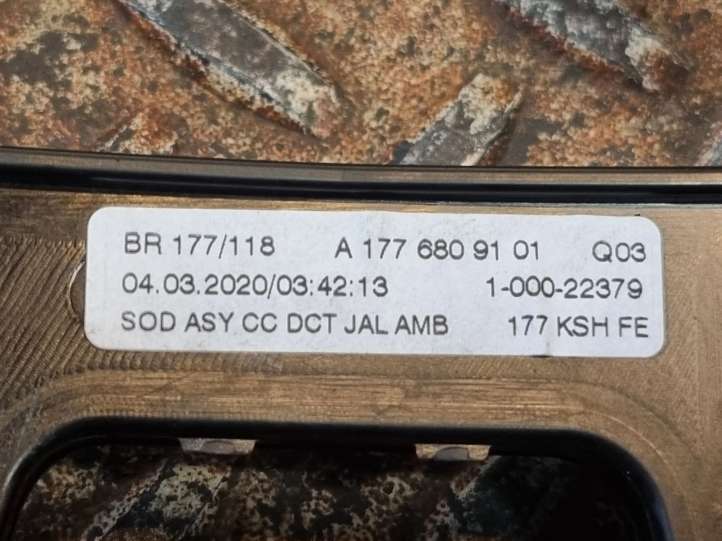 BR 177/118 A 177 680 91 01 Q03
04.03.2020/03:42:13 1-000-22379
SOD ASY CC DCT JAL AMB 177 KSH FE